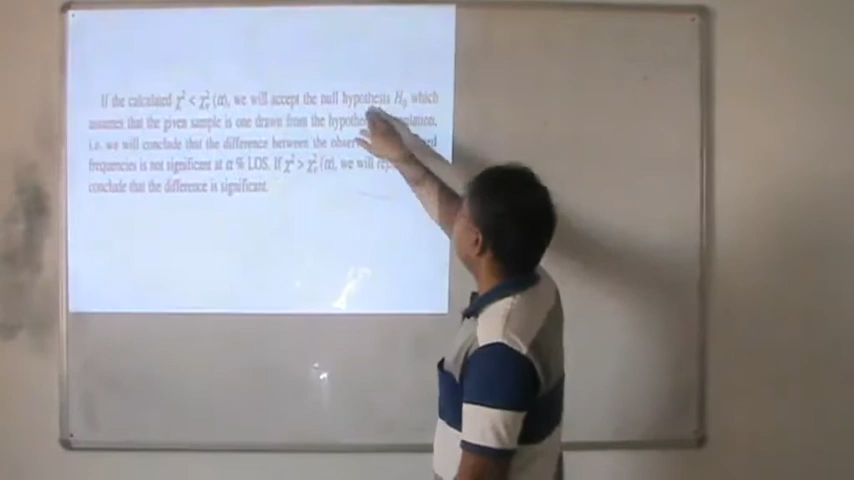 If the calculated χ² < χᵥ²(α), we will accept the null hypothesis H₀ which
assumes that the given sample is one drawn from the
i.e. we will conclude that the difference between the
frequencies is not significant at α % LOS. If χ² > χᵥ²(α), we will
conclude that the difference is significant.